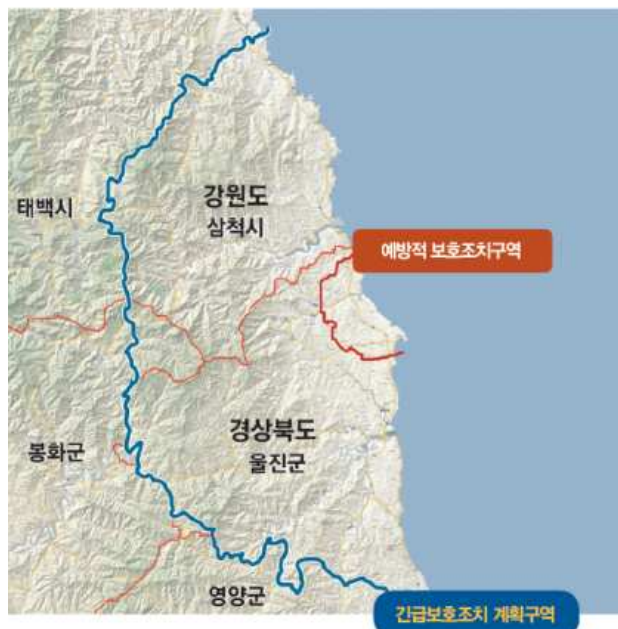 강원도
태백시
삼척시
예방적 보호조치구역
경상북도
봉화군
울진군
영양군
긴급보호조치 계획구역